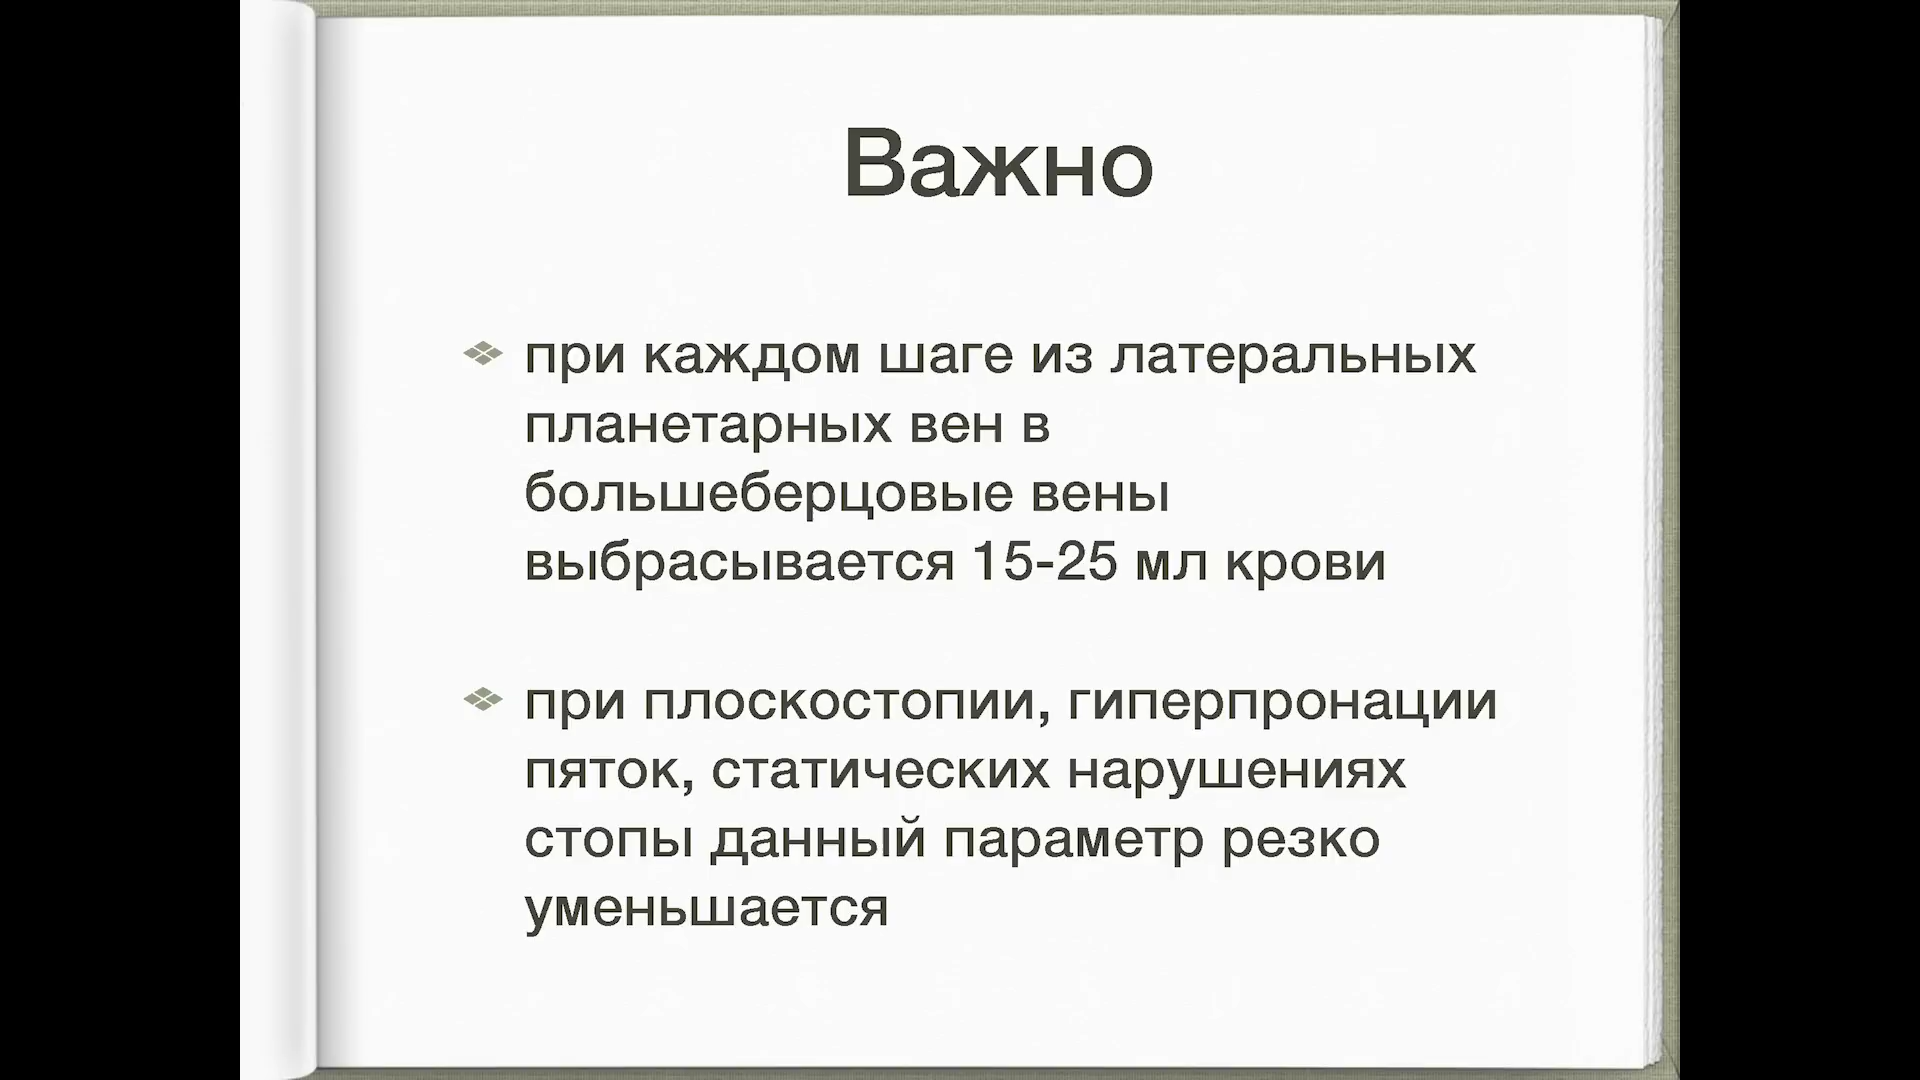 Важно
при каждом шаге из латеральных
планетарных вен в
большеберцовые вены
выбрасывается 15-25 мл крови
при плоскостопии, гиперпронации
пяток, статических нарушениях
стопы данный параметр резко
уменьшается